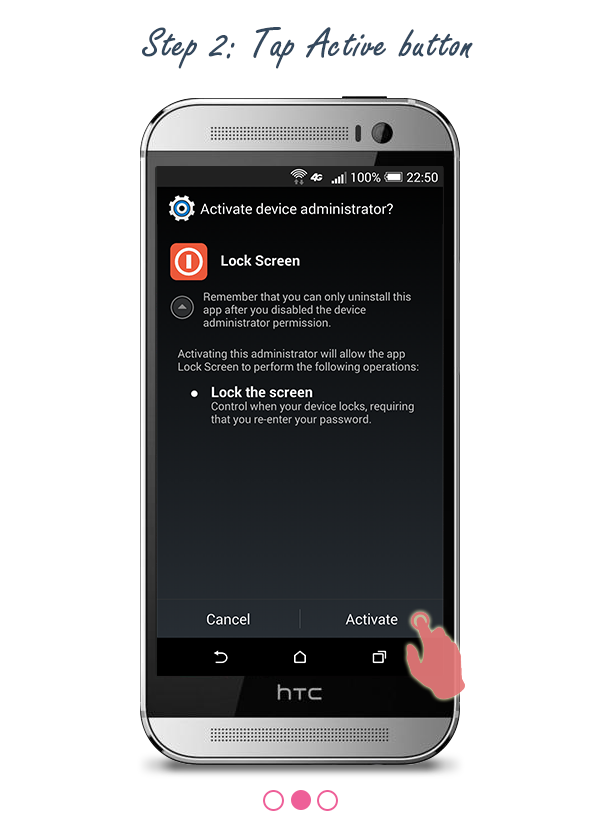 Step 2: Tap Active button
4G 100% 22:50
Activate device administrator?
Lock Screen
Remember that you can only uninstall this
app after you disabled the device
administrator permission.
Activating this administrator will allow the app
Lock Screen to perform the following operations:
Lock the screen
Control when your device locks, requiring
that you re-enter your password.
Cancel Activate
hTC